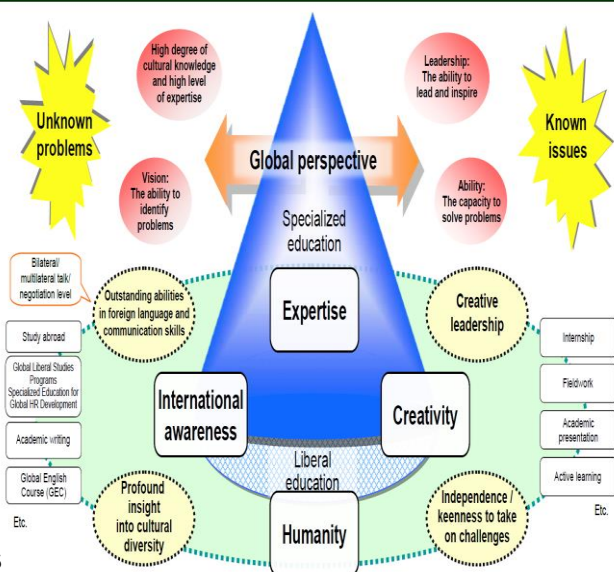 High degree of
cultural knowledge
and high level
of expertise
Leadership:
The ability to
lead and inspire
Unknown
problems
Known
issues
Global perspective
Vision:
The ability to
identify
problems
Ability:
The capacity to
solve problems
Specialized
education
Bilateral/
multilateral talk/
negotiation level
Outstanding abilities
in foreign language and
communication skills
Expertise
Creative
leadership
Study abroad
Global Liberal Studies
Programs
Specialized Education for
Global HR Development
Academic writing
Global English
Course (GEC)
Etc.
Internship
Fieldwork
Academic
presentation
Active learning
Etc.
International
awareness
Creativity
Liberal
education
Profound
insight
into cultural
diversity
Humanity
Independence /
keenness to take
on challenges